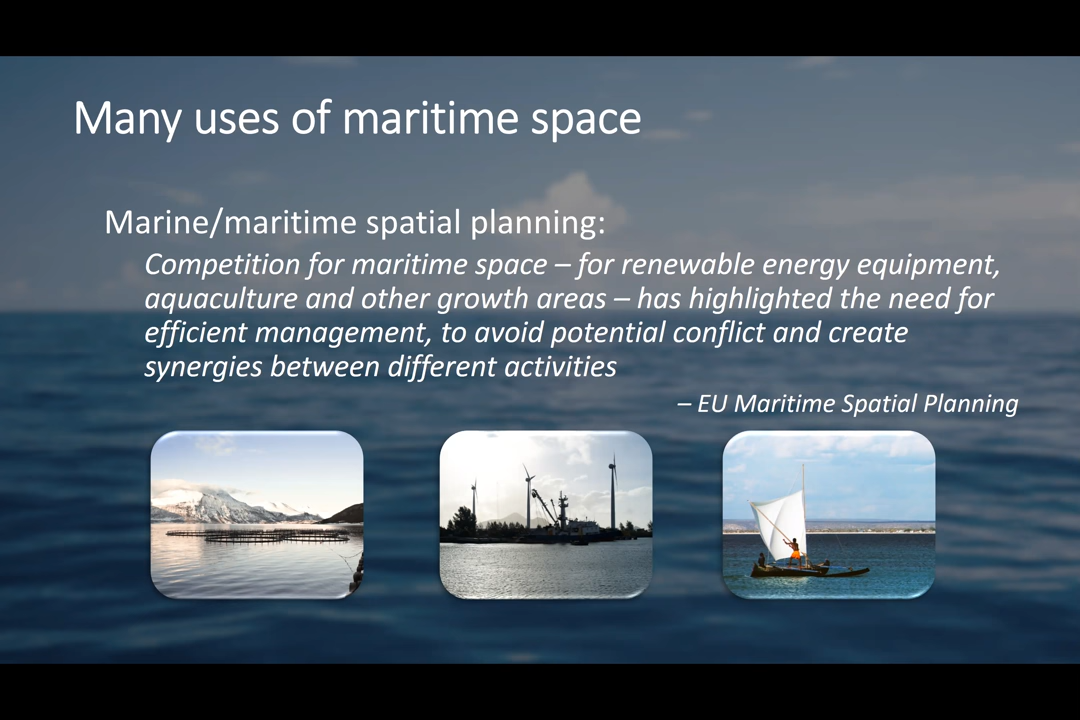 Many uses of maritime space
Marine/maritime spatial planning:
Competition for maritime space – for renewable energy equipment,
aquaculture and other growth areas – has highlighted the need for
efficient management, to avoid potential conflict and create
synergies between different activities
– EU Maritime Spatial Planning